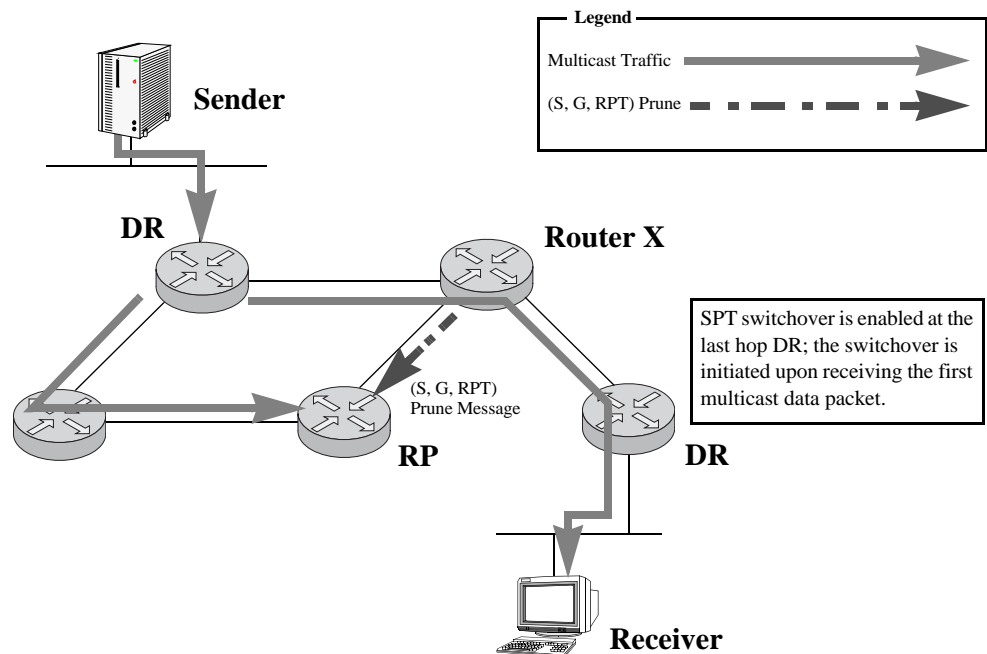 Legend
Multicast Traffic
(S, G, RPT) Prune
Sender
DR
Router X
SPT switchover is enabled at the
last hop DR; the switchover is
initiated upon receiving the first
multicast data packet.
(S, G, RPT)
Prune Message
RP
DR
Receiver